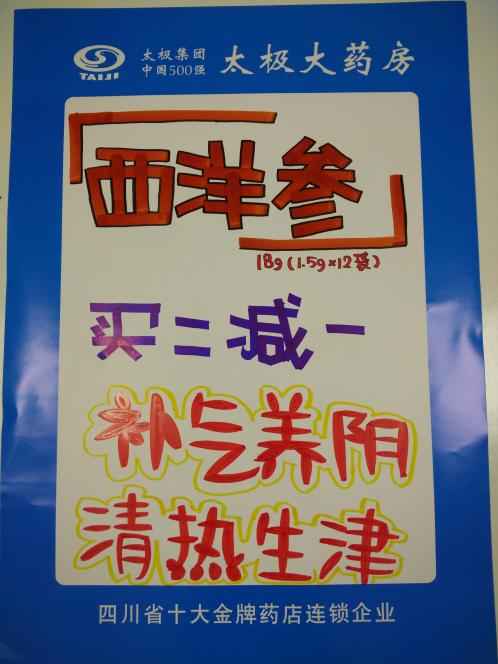 太极集团
中国500强
太极大药房
TAIJI
西洋参
18g(1.5g×12袋)
买二减一
补气养阴
清热生津
四川省十大金牌药店连锁企业